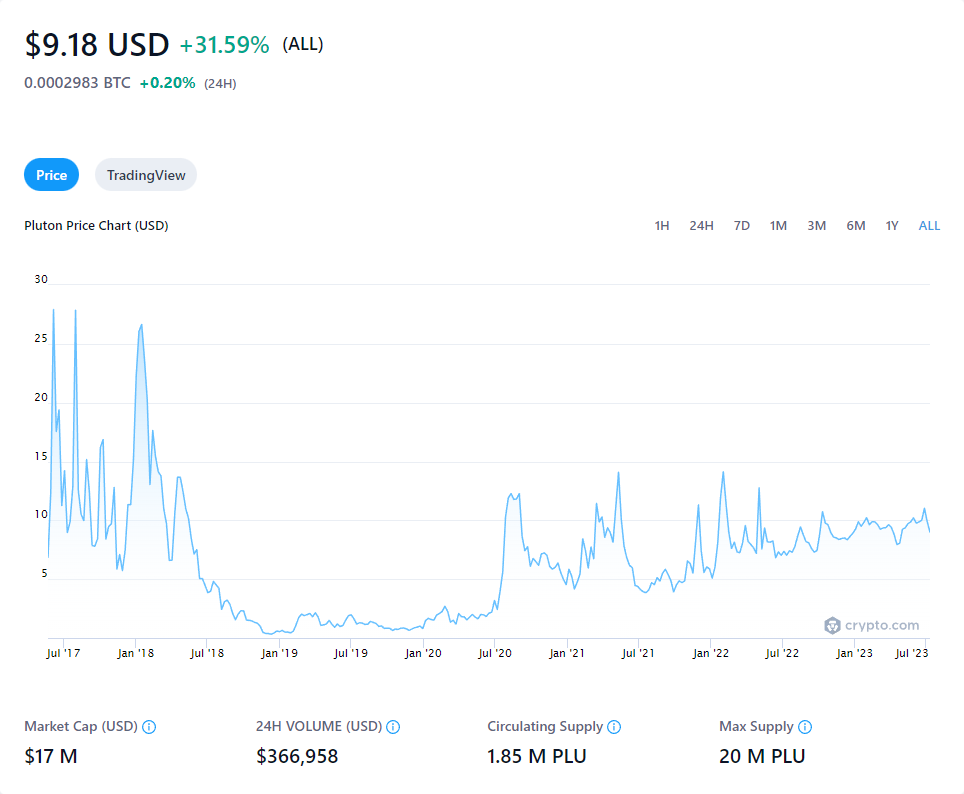 $9.18 USD +31.59% (ALL)
0.0002983 BTC +0.20% (24H)
Price TradingView
Pluton Price Chart (USD) 1H 24H 7D 1M 3M 6M 1Y ALL
30
25
20
15
10
5
crypto.com
Jul '17 Jan '18 Jul '18 Jan '19 Jul '19 Jan '20 Jul '20 Jan '21 Jul '21 Jan '22 Jul '22 Jan '23 Jul '23
Market Cap (USD) 24H VOLUME (USD) Circulating Supply Max Supply
$17 M $366,958 1.85 M PLU 20 M PLU